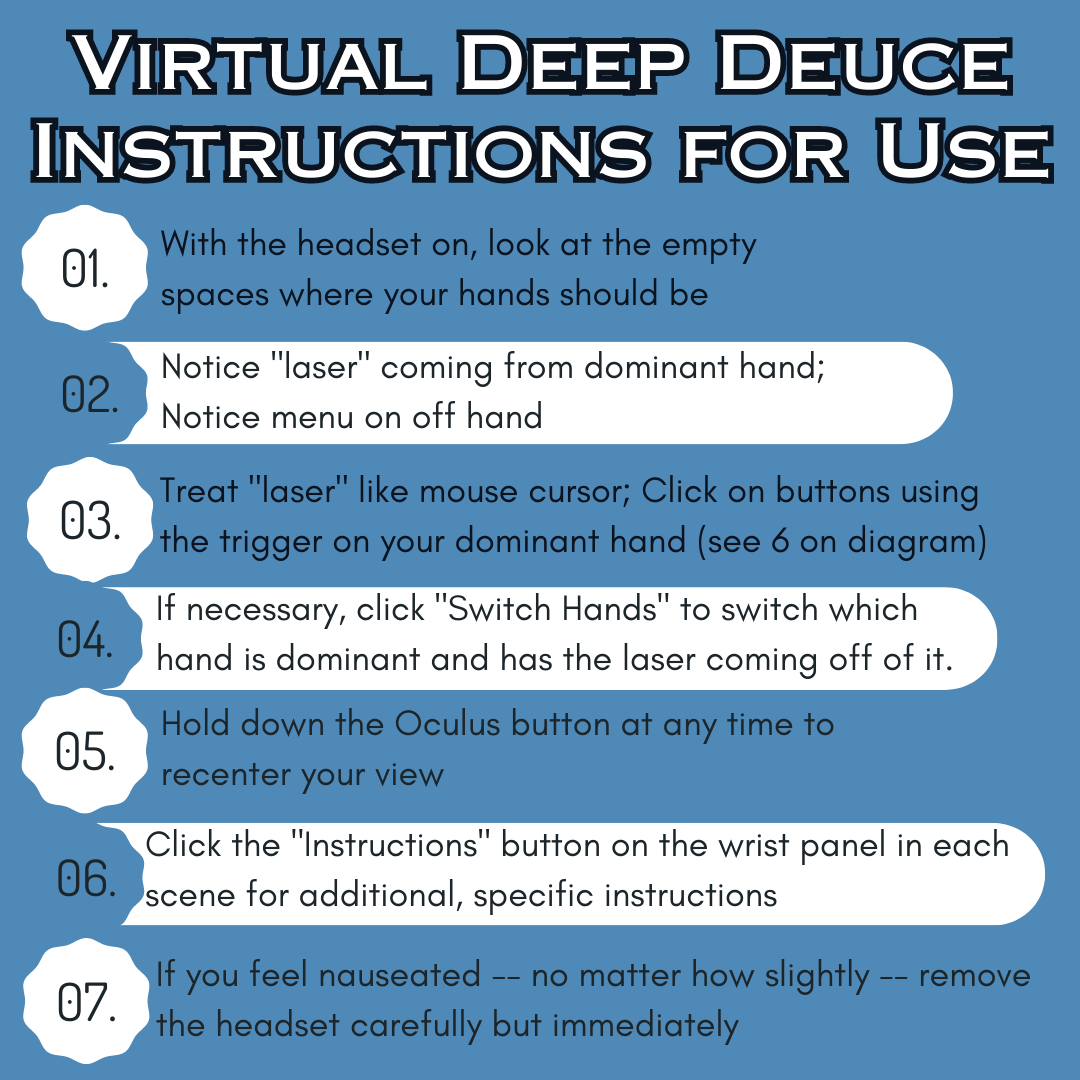 Virtual Deep Deuce
Instructions for Use
01.
With the headset on, look at the empty
spaces where your hands should be
02.
Notice "laser" coming from dominant hand;
Notice menu on off hand
03.
Treat "laser" like mouse cursor; Click on buttons using
the trigger on your dominant hand (see 6 on diagram)
04.
If necessary, click "Switch Hands" to switch which
hand is dominant and has the laser coming off of it.
05.
Hold down the Oculus button at any time to
recenter your view
06.
Click the "Instructions" button on the wrist panel in each
scene for additional, specific instructions
07.
If you feel nauseated -- no matter how slightly -- remove
the headset carefully but immediately